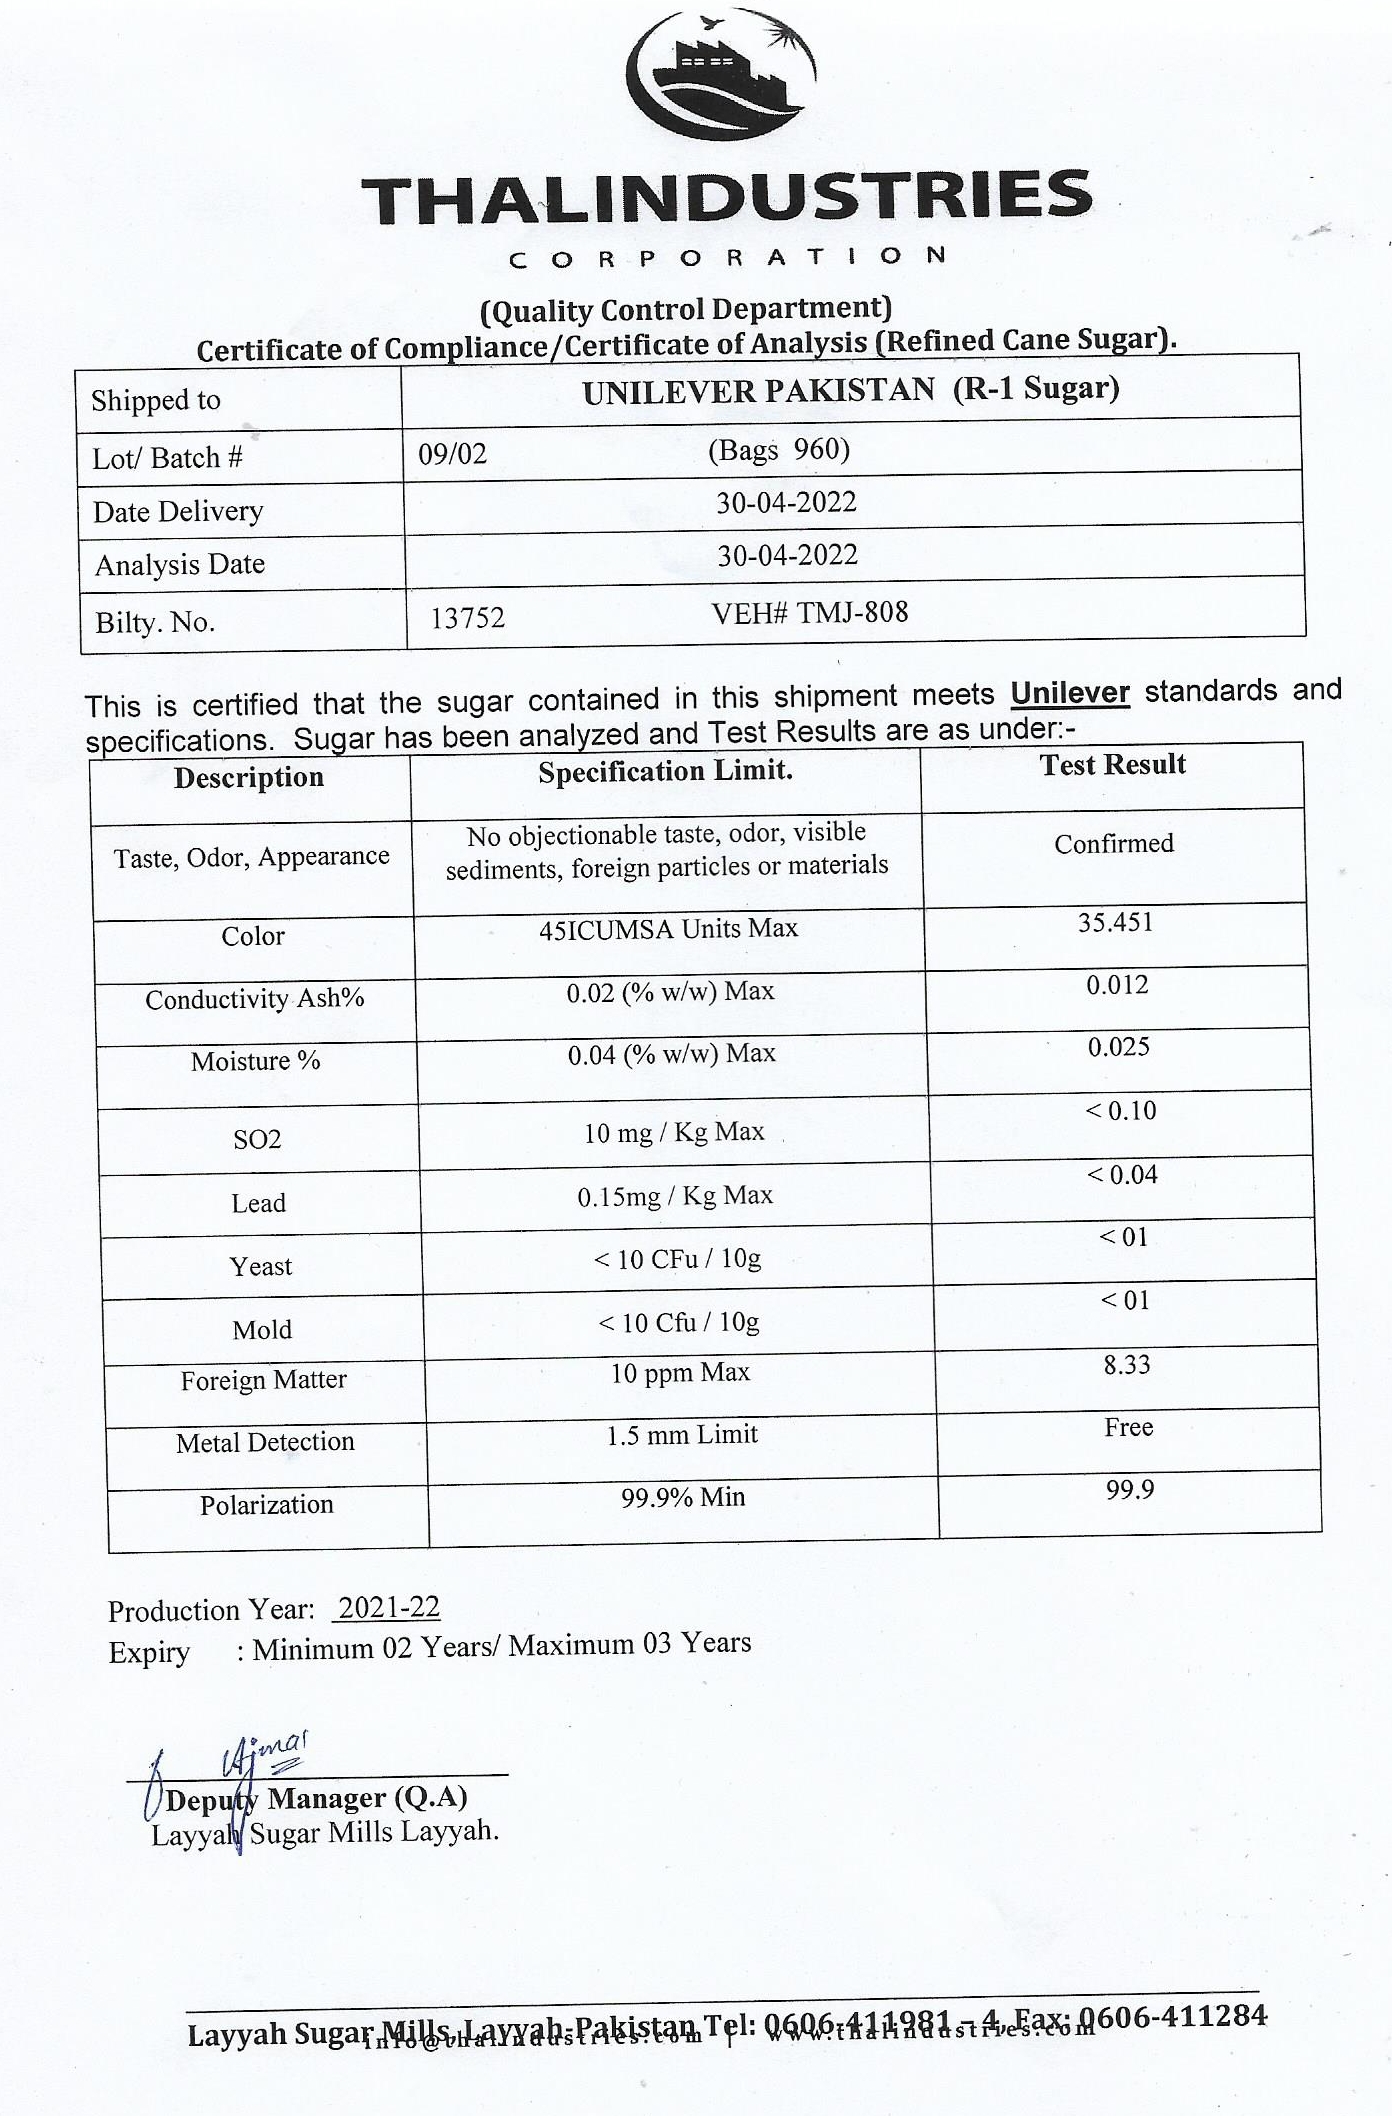 THALINDUSTRIES
CORPORATION
(Quality Control Department)
Certificate of Compliance/Certificate of Analysis (Refined Cane Sugar).
Shipped to UNILEVER PAKISTAN (R-1 Sugar)
Lot/ Batch # 09/02 (Bags 960)
Date Delivery 30-04-2022
Analysis Date 30-04-2022
Bilty. No. 13752 VEH# TMJ-808
This is certified that the sugar contained in this shipment meets Unilever standards and
specifications. Sugar has been analyzed and Test Results are as under:-
Description Specification Limit. Test Result
Taste, Odor, Appearance No objectionable taste, odor, visible sediments, foreign particles or materials Confirmed
Color 45ICUMSA Units Max 35.451
Conductivity Ash% 0.02 (% w/w) Max 0.012
Moisture % 0.04 (% w/w) Max 0.025
SO2 10 mg / Kg Max < 0.10
Lead 0.15mg / Kg Max < 0.04
Yeast < 10 CFu / 10g < 01
Mold < 10 Cfu / 10g < 01
Foreign Matter 10 ppm Max 8.33
Metal Detection 1.5 mm Limit Free
Polarization 99.9% Min 99.9
Production Year: 2021-22
Expiry : Minimum 02 Years/ Maximum 03 Years
Ajmal
Deputy Manager (Q.A)
Layyah Sugar Mills Layyah.
Layyah Sugar Mills, Layyah-Pakistan Tel: 0606-411981 – 4, Fax: 0606-411284
info@thalindustries.com | www.thalindustries.com